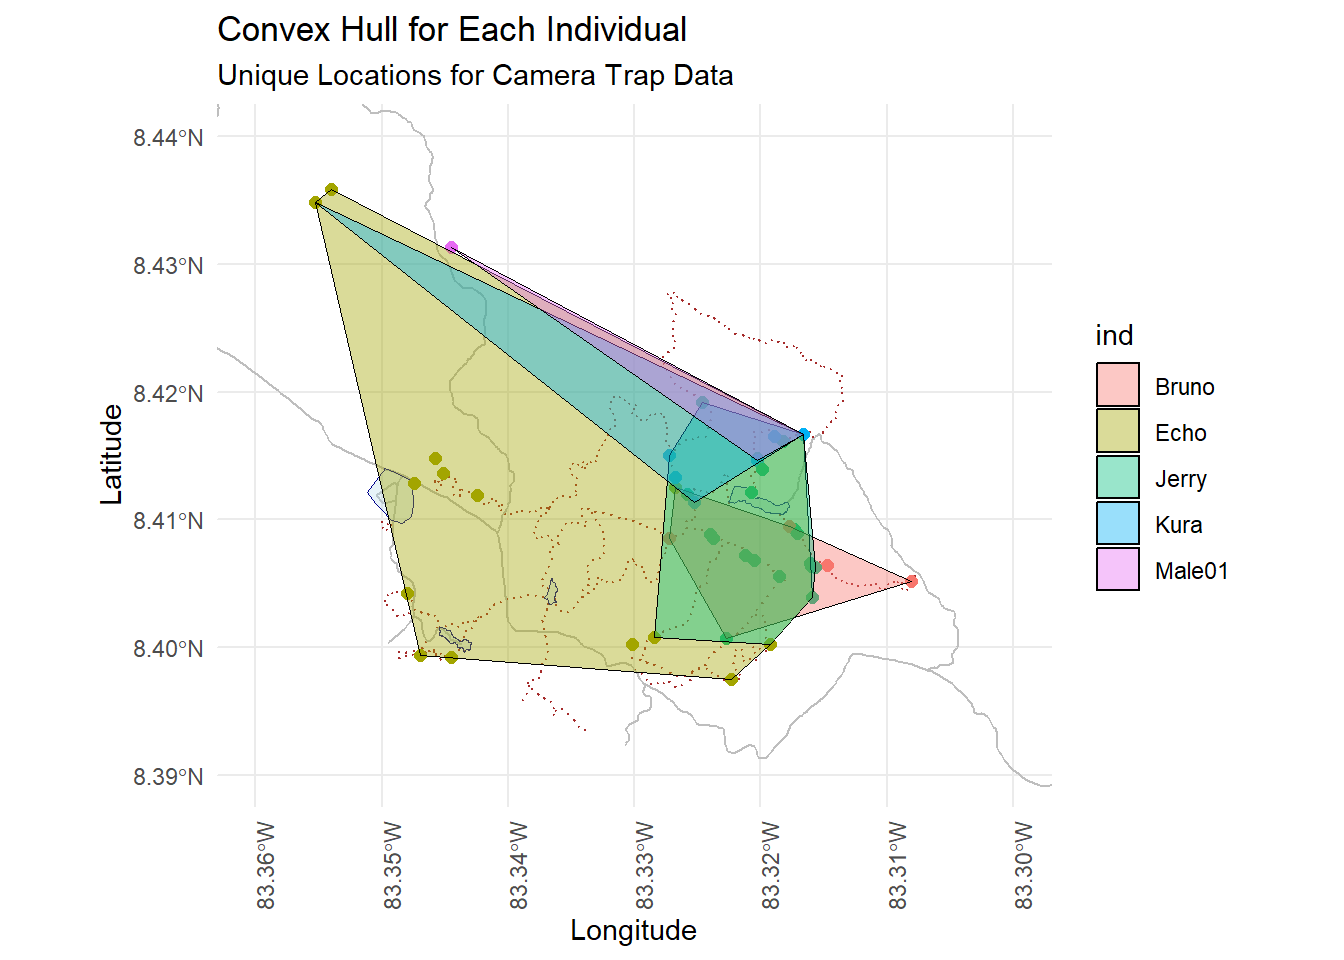 Convex Hull for Each Individual
Unique Locations for Camera Trap Data
8.44°N
8.43°N
8.42°N
8.41°N
8.40°N
8.39°N
Latitude
83.36°W
83.35°W
83.34°W
83.33°W
83.32°W
83.31°W
83.30°W
Longitude
ind
Bruno
Echo
Jerry
Kura
Male01